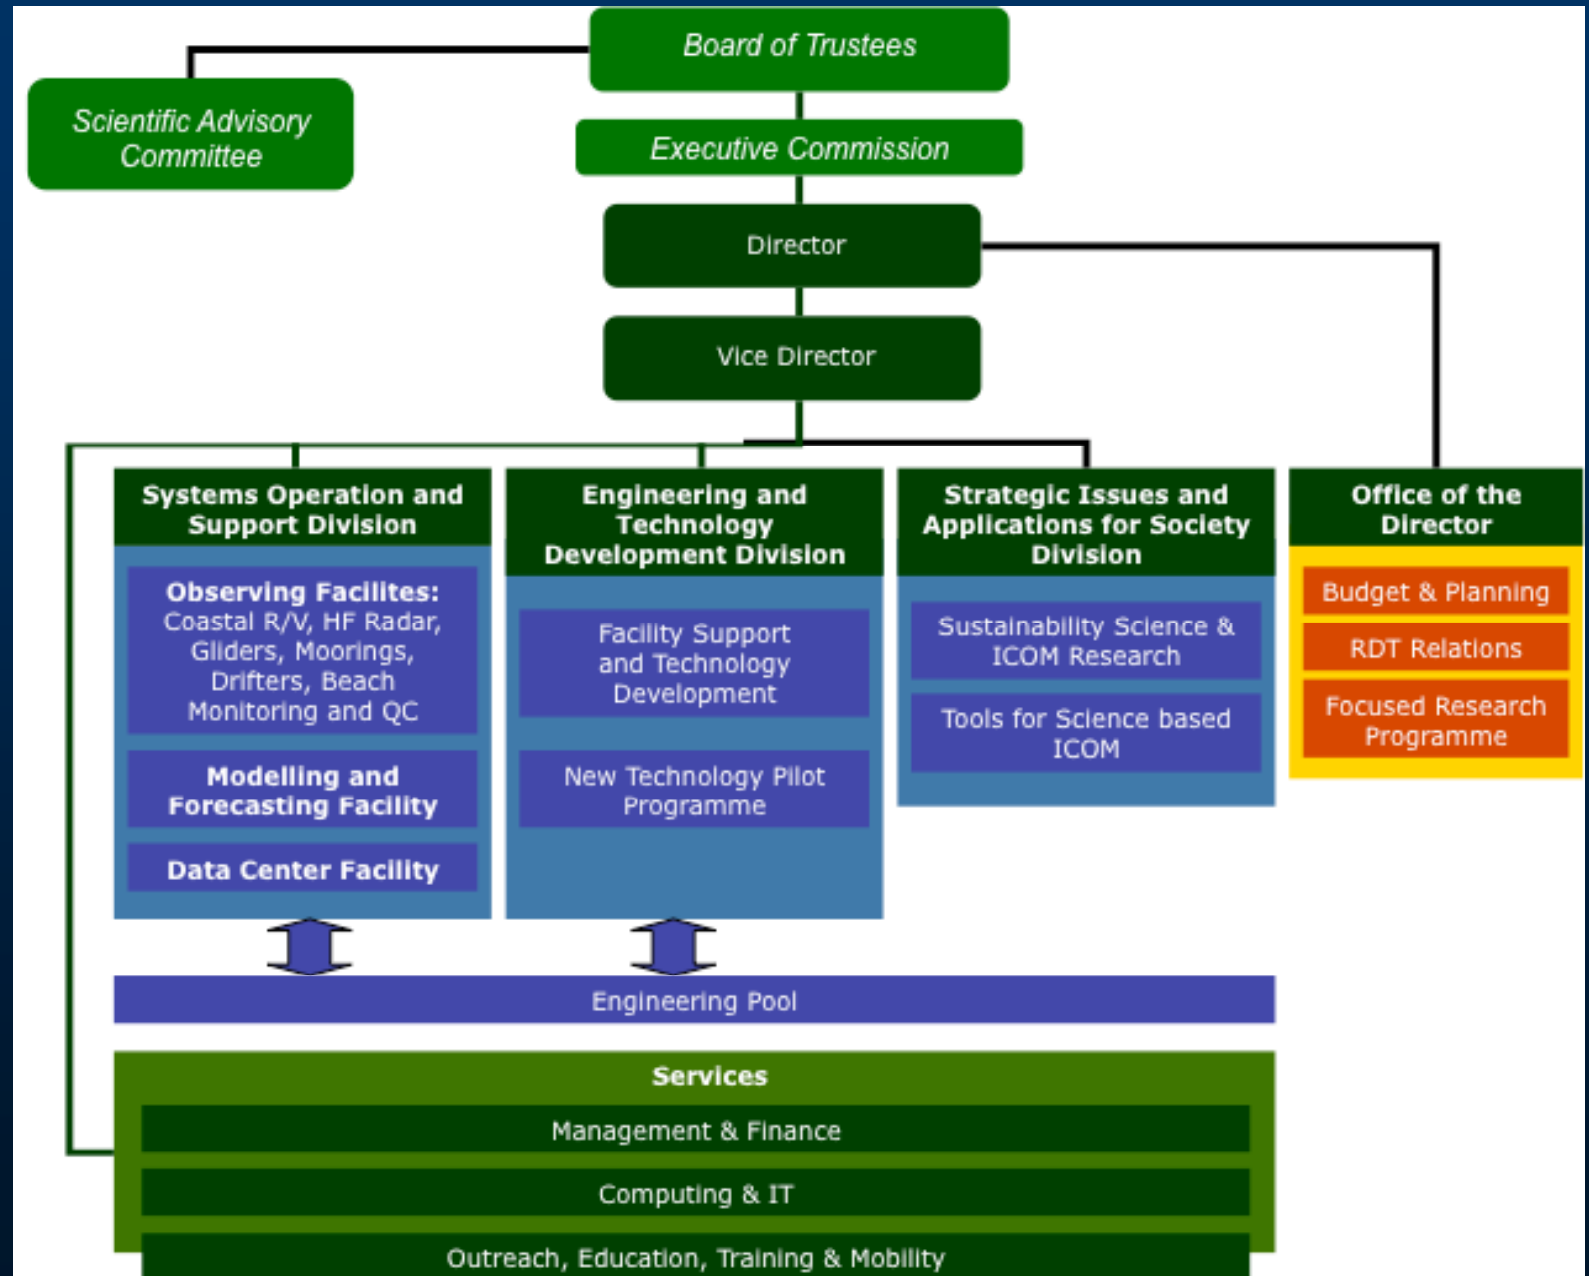 Board of Trustees
Scientific Advisory
Committee
Executive Commission
Director
Vice Director
Systems Operation and
Support Division
Observing Facilites:
Coastal R/V, HF Radar,
Gliders, Moorings,
Drifters, Beach
Monitoring and QC
Modelling and
Forecasting Facility
Data Center Facility
Engineering and
Technology
Development Division
Facility Support
and Technology
Development
New Technology Pilot
Programme
Strategic Issues and
Applications for Society
Division
Sustainability Science &
ICOM Research
Tools for Science based
ICOM
Office of the
Director
Budget & Planning
RDT Relations
Focused Research
Programme
Engineering Pool
Services
Management & Finance
Computing & IT
Outreach, Education, Training & Mobility